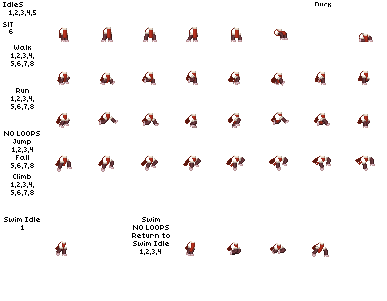 IdleS
1,2,3,4,5
Duck
SIT
6
Walk
1,2,3,4,
5,6,7,8
Run
1,2,3,4,
5,6,7,8
NO LOOPS
Jump
1,2,3,4
Fall
5,6,7,8
Climb
1,2,3,4,
5,6,7,8
Swim Idle
1
Swim
NO LOOPS
Return to
Swim Idle
1,2,3,4